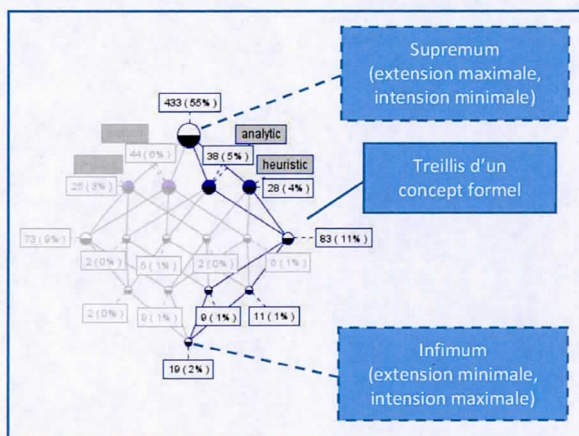 Supremum
(extension maximale,
intension minimale)
433 (55%)
analytic
44 (6%)
38 (5%)
heuristic
25 (3%)
28 (4%)
Treillis d'un
concept formel
73 (9%)
83 (11%)
2 (0%)
5 (1%)
2 (0%)
6 (1%)
2 (0%)
9 (1%)
9 (1%)
11 (1%)
19 (2%)
Infimum
(extension minimale,
intension maximale)